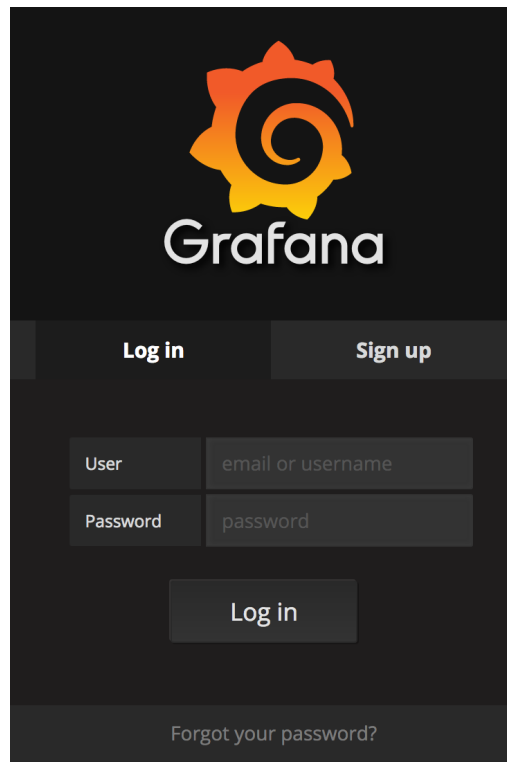 Grafana
Log in Sign up
User email or username
Password password
Log in
Forgot your password?